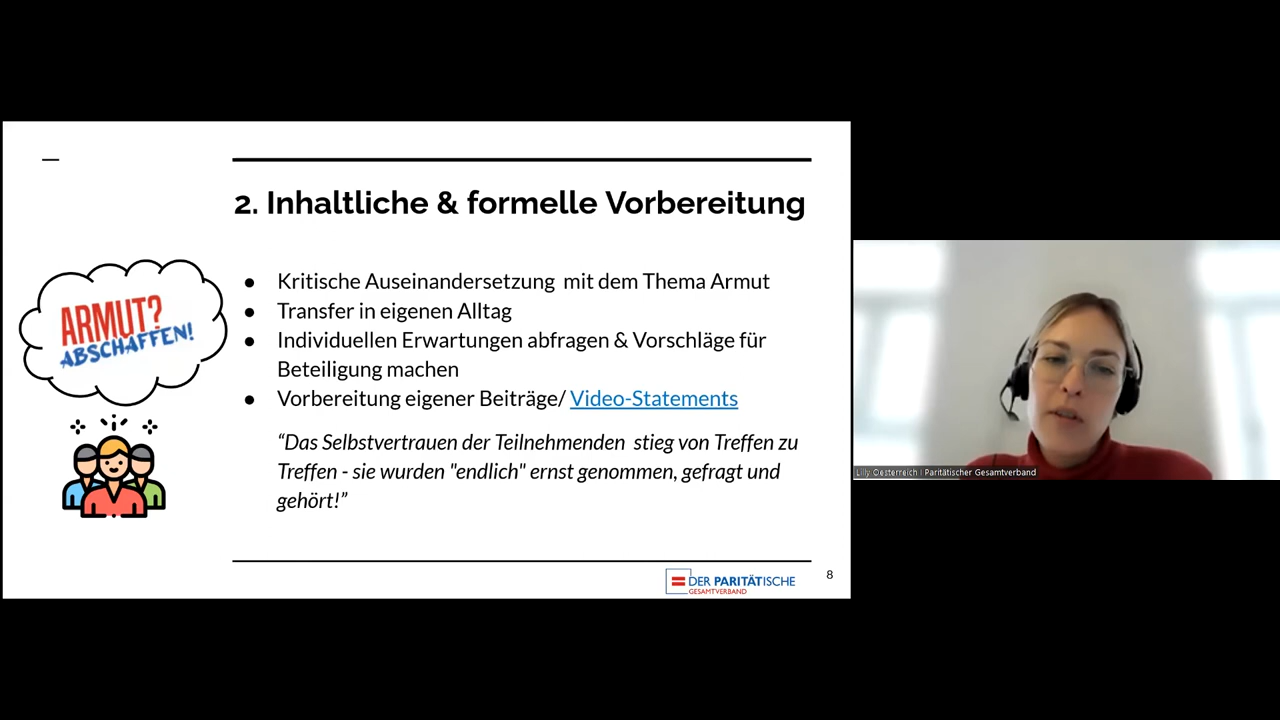 2. Inhaltliche & formelle Vorbereitung
ARMUT?
ABSCHAFFEN!
● Kritische Auseinandersetzung mit dem Thema Armut
● Transfer in eigenen Alltag
● Individuellen Erwartungen abfragen & Vorschläge für
Beteiligung machen
● Vorbereitung eigener Beiträge/ Video-Statements
“Das Selbstvertrauen der Teilnehmenden stieg von Treffen zu
Treffen - sie wurden "endlich" ernst genommen, gefragt und
gehört!”
DER PARITÄTISCHE
GESAMTVERBAND
8
Lilly Oesterreich | Paritätischer Gesamtverband